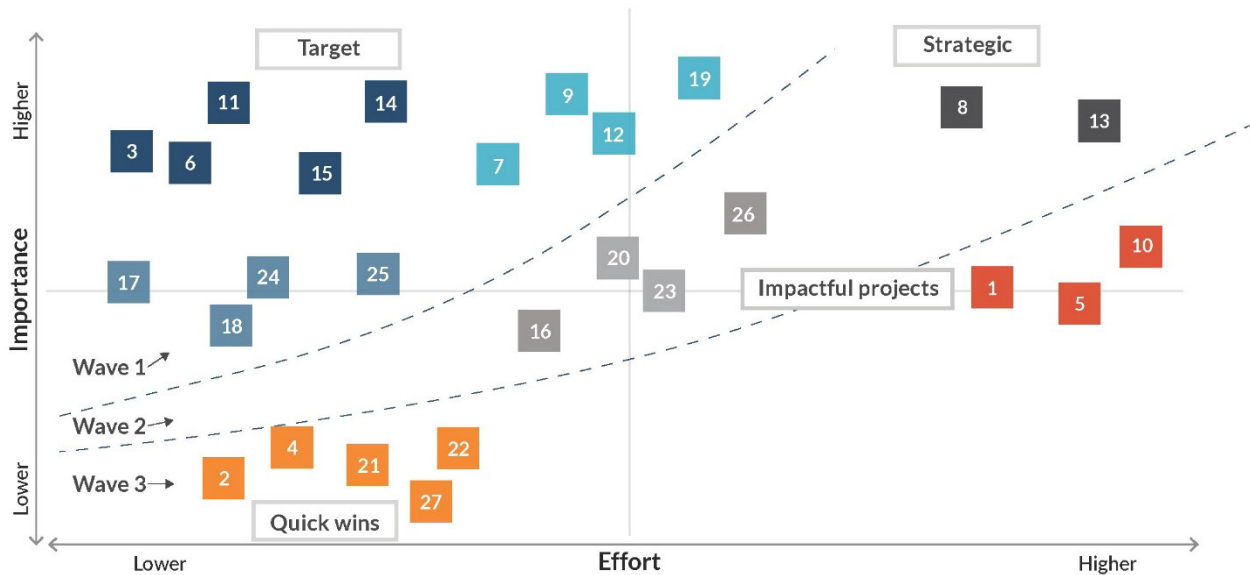 Target
Strategic
Higher
Importance
Lower
11
14
9
19
8
13
3
6
15
7
12
26
17
24
25
20
23
10
18
16
Impactful projects
1
5
Wave 1
Wave 2
Wave 3
2
4
21
22
27
Quick wins
Lower
Effort
Higher